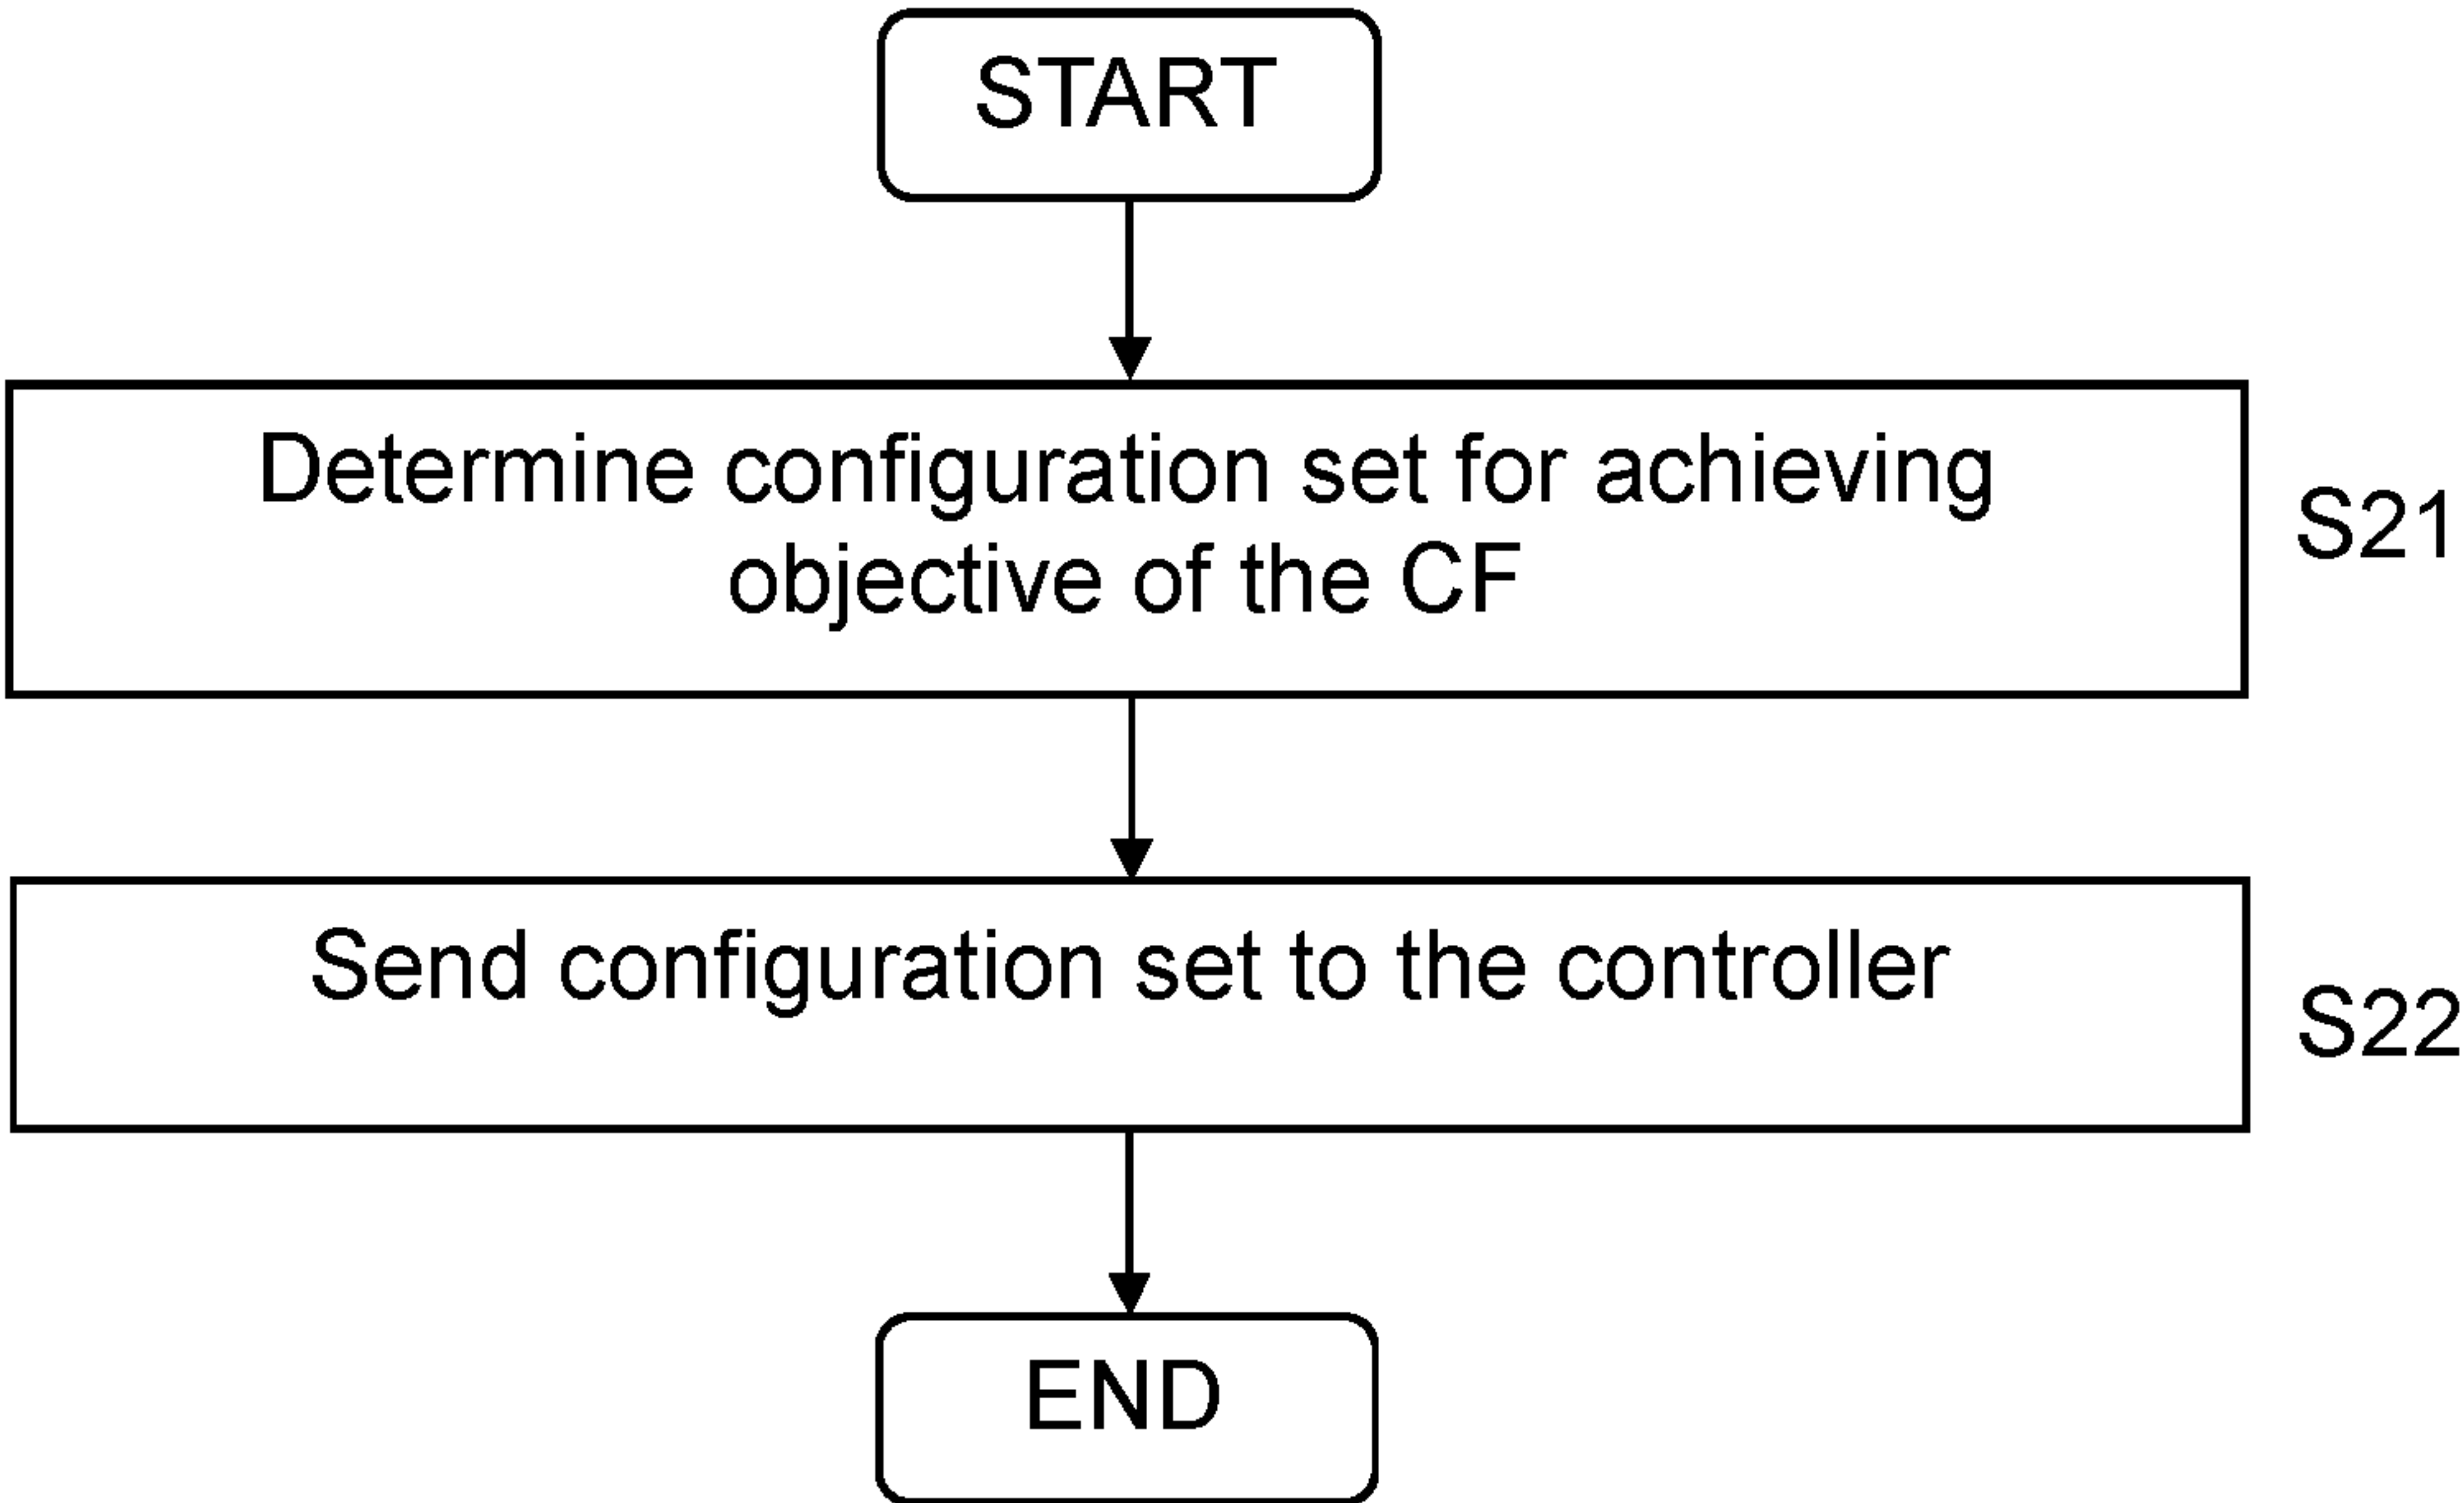 START
Determine configuration set for achieving
objective of the CF
S21
Send configuration set to the controller
S22
END